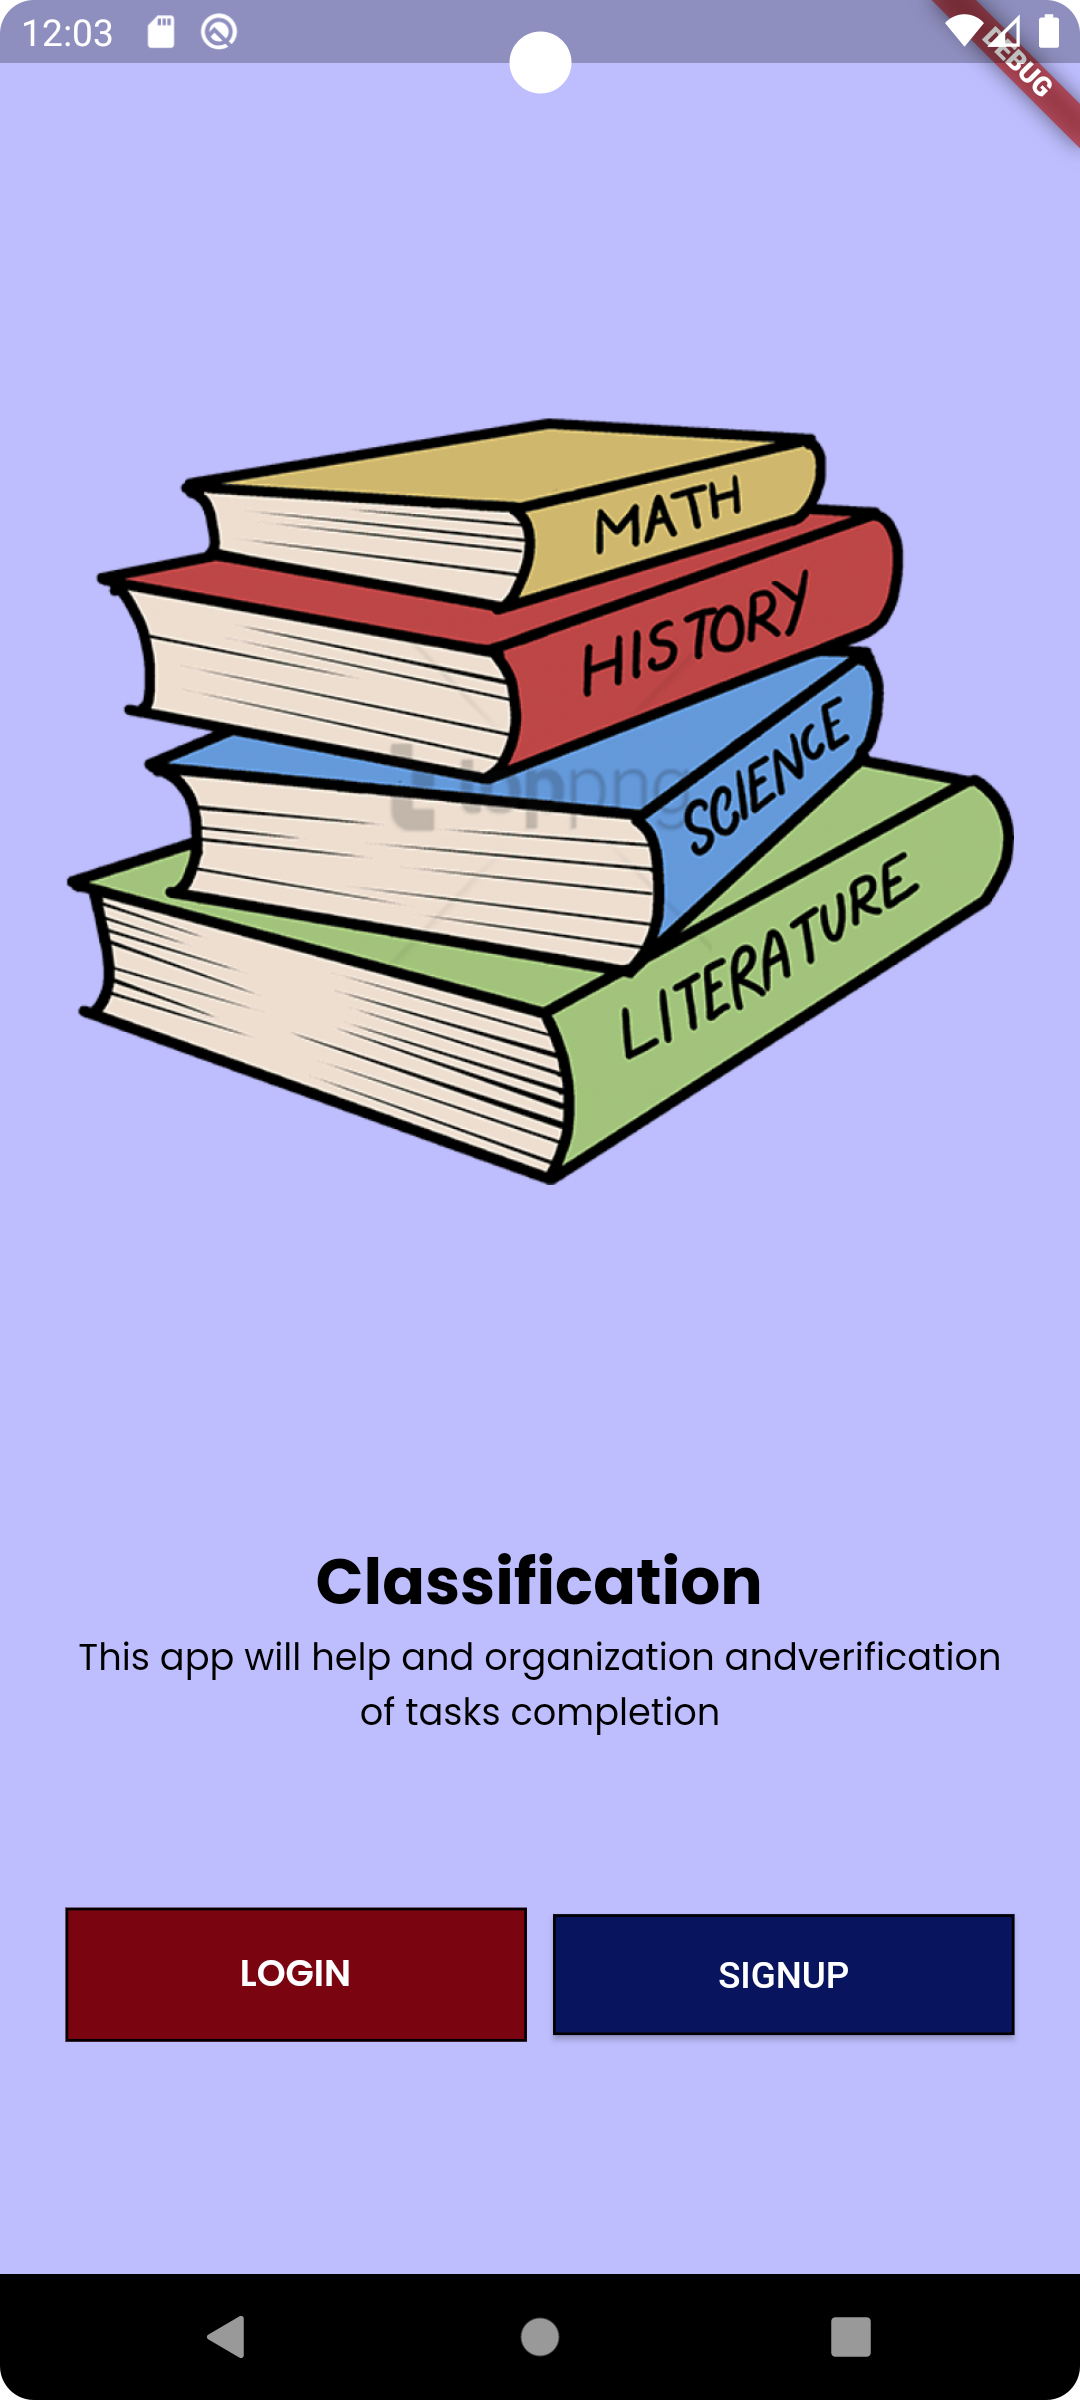 12:03
DEBUG
MATH
HISTORY
SCIENCE
toppng
LITERATURE
Classification
This app will help and organization andverification
of tasks completion
LOGIN
SIGNUP